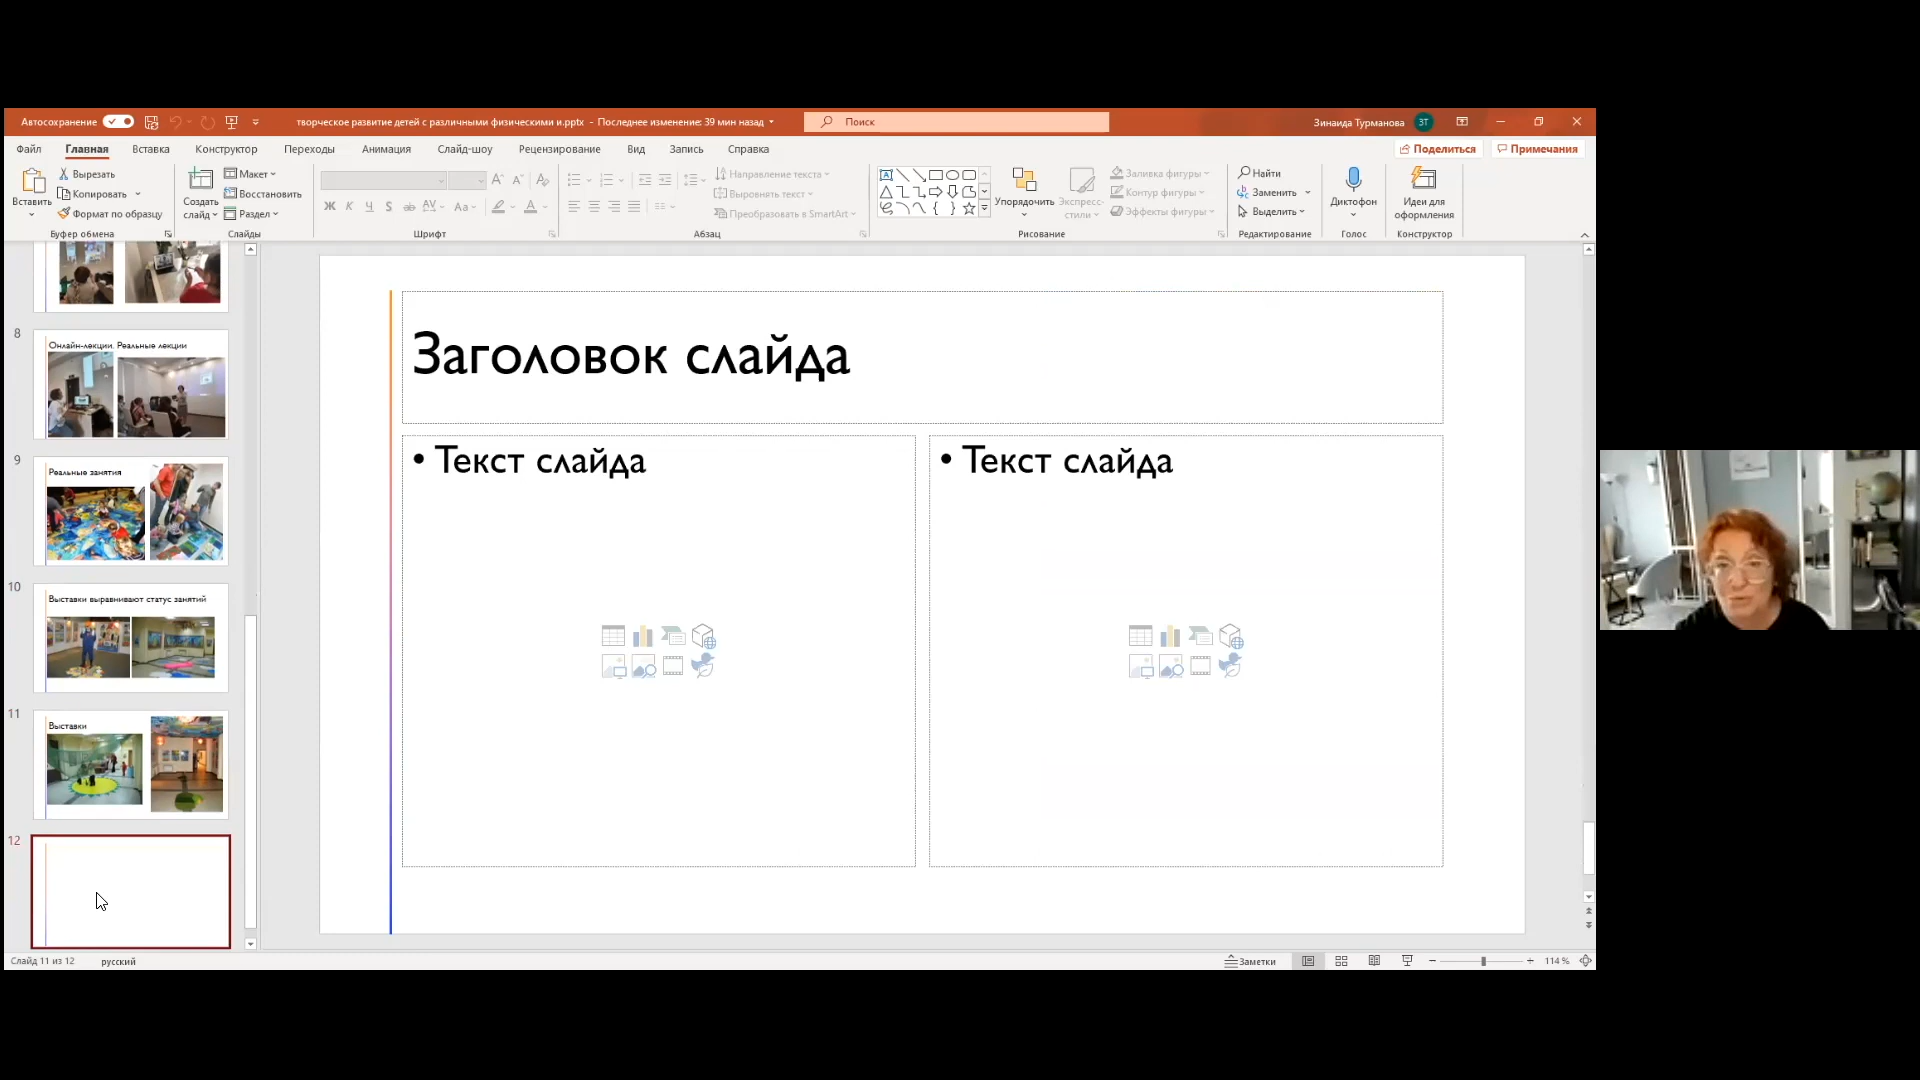 Автосохранение
творческое развитие детей с различными физическими и.pptx - Последнее изменение: 39 мин назад
Поиск
Зинаида Турманова
ЗТ
Файл Главная Вставка Конструктор Переходы Анимация Слайд-шоу Рецензирование Вид Запись Справка
Поделиться
Примечания
Вставить
Вырезать
Копировать
Формат по образцу
Буфер обмена
Создать слайд
Макет
Восстановить
Раздел
Слайды
Ж К Ч S ab AV Aa A
Шрифт
Направление текста
Выровнять текст
Преобразовать в SmartArt
Абзац
Упорядочить
Экспресс-стили
Заливка фигуры
Контур фигуры
Эффекты фигуры
Рисование
Найти
Заменить
Выделить
Редактирование
Диктофон
Голос
Идеи для оформления
Конструктор
8
Онлайн-лекции. Реальные лекции
9
Реальные занятия
10
Выставки выравнивают статус занятий
11
Выставки
12
Заголовок слайда
• Текст слайда
• Текст слайда
Слайд 11 из 12
русский
Заметки
114 %